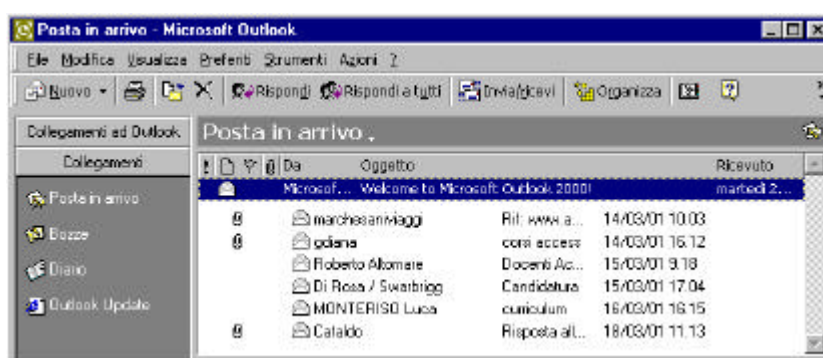 Posta in arrivo - Microsoft Outlook
File Modifica Visualizza Preferiti Strumenti Azioni ?
Nuovo Rispondi Rispondi a tutti Invia/ricevi Organizza
Collegamenti ad Outlook
Posta in arrivo .
Collegamenti
! Da Oggetto Ricevuto
Microsof... Welcome to Microsoft Outlook 2000! martedì 2...
Posta in arrivo
marchesaniviaggi Rif: www.a... 14/03/01 10.03
gdiana corsi access 14/03/01 16.12
Bozze
Roberto Altomare Docenti Ac... 15/03/01 9.18
Diario
Di Rosa / Swarbrigg Candidatura 15/03/01 17.04
Outlook Update
MONTERISO Luca curriculum 16/03/01 16.15
Cataldo Risposta all... 18/03/01 11.13